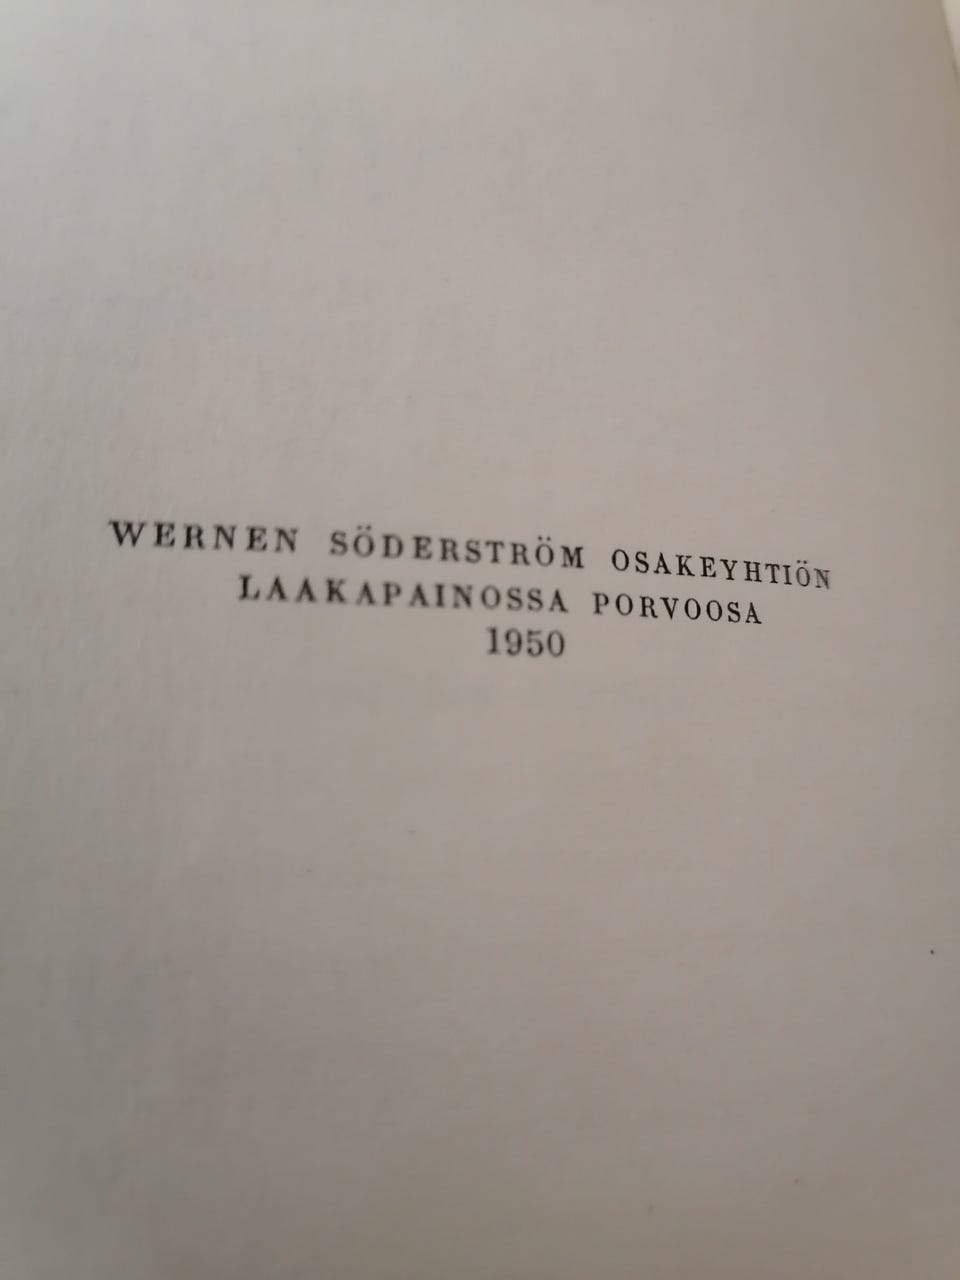 WERNEN SÖDERSTRÖM OSAKEYHTIÖN
LAAKAPAINOSSA PORVOOSA
1950